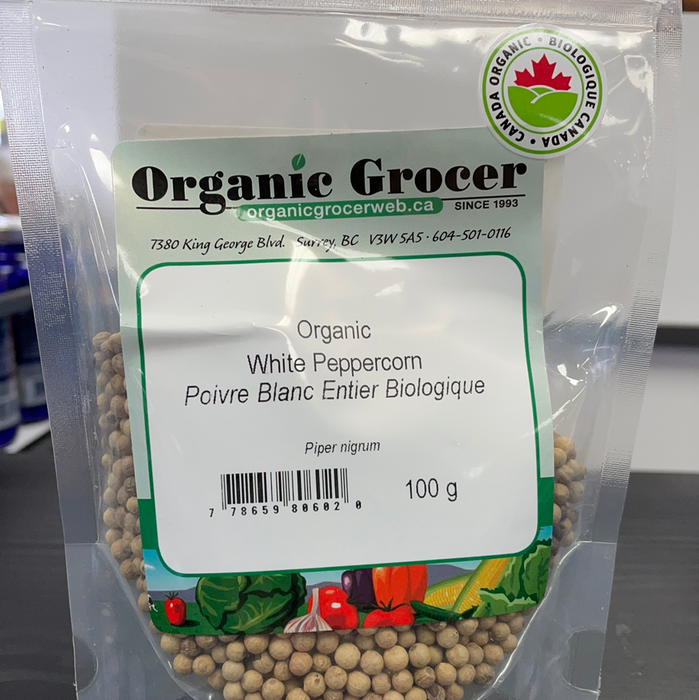 CANADA ORGANIC • BIOLOGIQUE CANADA •
Organic Grocer
organicgrocerweb.ca SINCE 1993
7380 King George Blvd. Surrey, BC V3W 5A5 · 604-501-0116
Organic
White Peppercorn
Poivre Blanc Entier Biologique
Piper nigrum
7 78659 80602 0
100 g